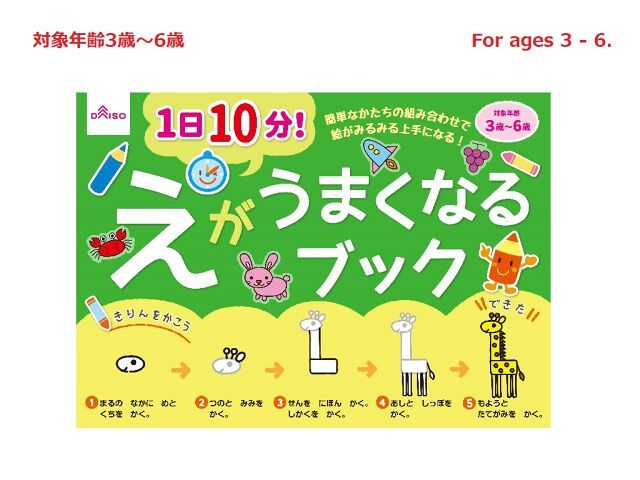 対象年齢3歳～6歳
For ages 3 - 6.
DAISO
1日10分!
簡単なかたちの組み合わせで
絵がみるみる上手になる!
対象年齢
3歳～6歳
えがうまくなる
ブック
きりんをかこう
できた
1 まるの なかに めと
くちを かく。
2 つのと みみを
かく。
3 せんを にほん かく。
しかくを かく。
4 あしと しっぽを
かく。
5 もようと
たてがみを かく。